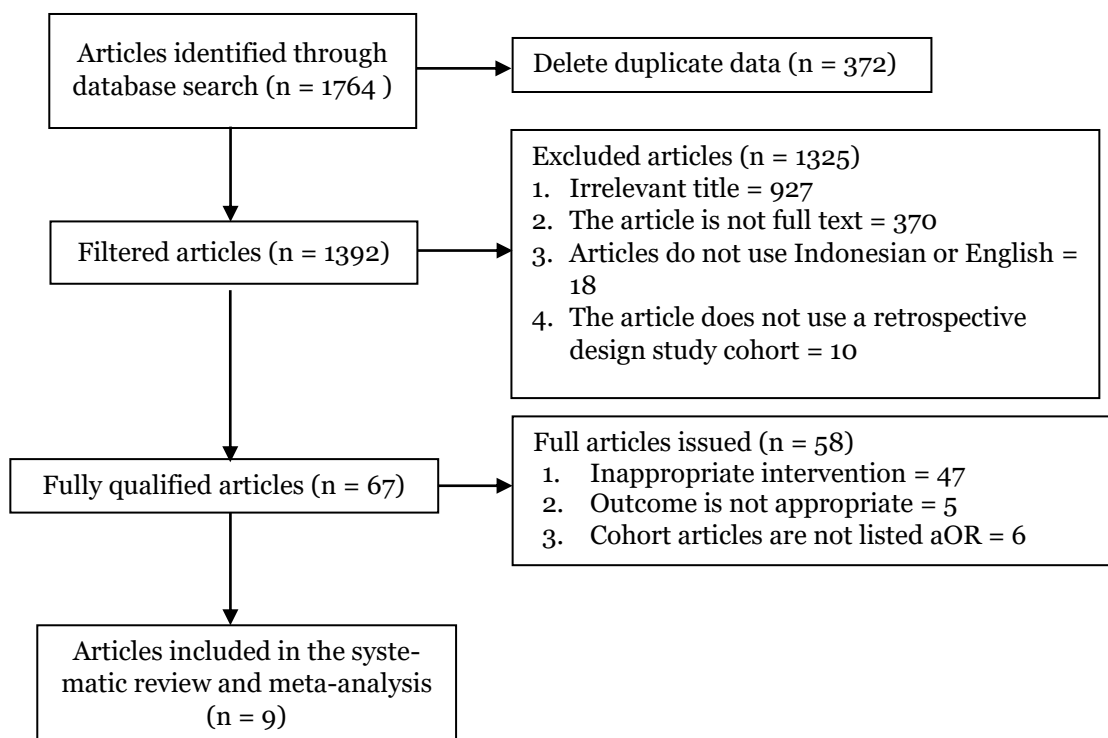 Articles identified through
database search (n = 1764 )
Delete duplicate data (n = 372)
Excluded articles (n = 1325)
1. Irrelevant title = 927
2. The article is not full text = 370
3. Articles do not use Indonesian or English =
18
4. The article does not use a retrospective
design study cohort = 10
Filtered articles (n = 1392)
Full articles issued (n = 58)
1. Inappropriate intervention = 47
2. Outcome is not appropriate = 5
3. Cohort articles are not listed aOR = 6
Fully qualified articles (n = 67)
Articles included in the syste-
matic review and meta-analysis
(n = 9)